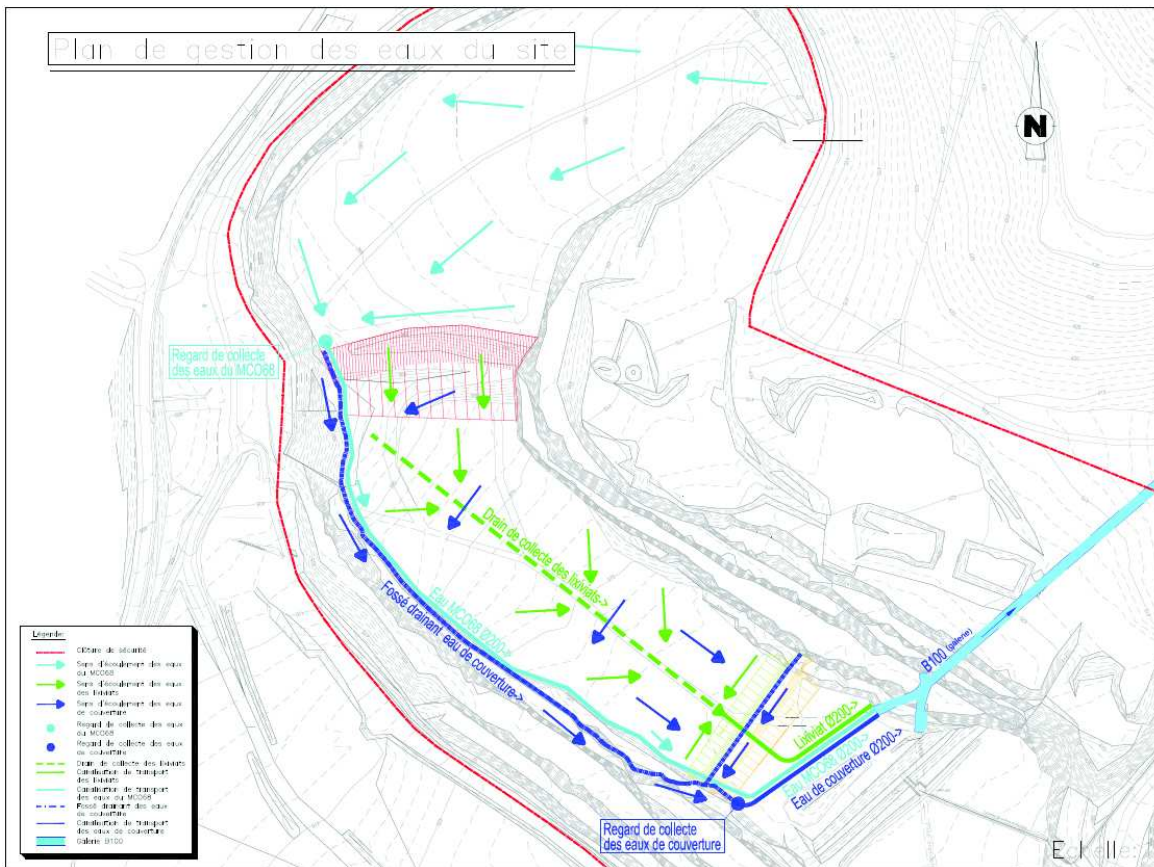 Plan de gestion des eaux du site
N
Regard de collecte
des eaux du MCO68
Drain de collecte des lixiviats->
Eau MCO68 Ø200->
Fossé drainant eau de couverture->
B100 (galerie)
Lixiviat Ø200->
Eau MCO68 Ø200->
Eau de couverture Ø200->
Regard de collecte
des eaux de couverture
Légende:
Clôture de sécurité
Sens d'écoulement des eaux
du MCO68
Sens d'écoulement des eaux
des lixiviats
Sens d'écoulement des eaux
de couverture
Regard de collecte des eaux
du MCO68
Regard de collecte des eaux
de couverture
Drain de collecte des lixiviats
Canalisation de transport
des lixiviats
Canalisation de transport
des eaux du MCO68
Fossé drainant des eaux
de couverture
Canalisation de transport
des eaux de couverture
Galerie B100